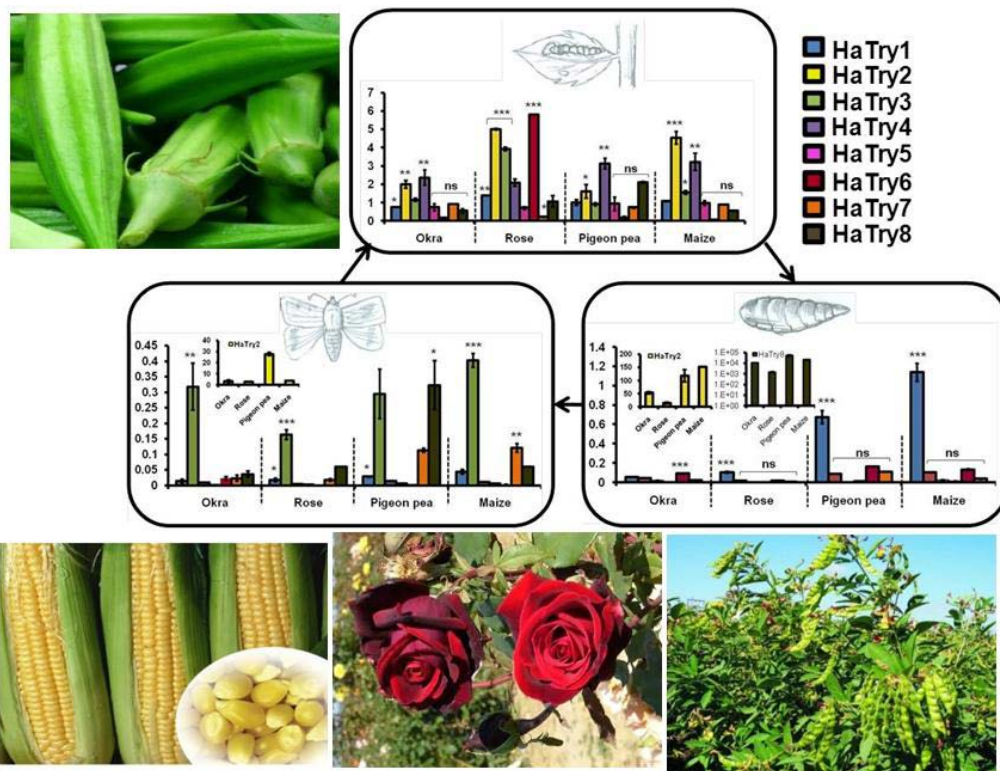 HaTry1
HaTry2
HaTry3
HaTry4
HaTry5
HaTry6
HaTry7
HaTry8
7
6
5
4
3
2
1
0
* ** ** ns
** *** *** *
* ** ns
*** * ** ns
Okra Rose Pigeon pea Maize
0.45
0.4
0.35
0.3
0.25
0.2
0.15
0.1
0.05
0
HaTry2
40
30
20
10
0
Okra Rose Pigeon pea Maize
** * *** * * *** **
Okra Rose Pigeon pea Maize
1.4
1.2
1
0.8
0.6
0.4
0.2
0
HaTry2
200
150
100
50
0
Okra Rose Pigeon pea Maize
HaTry8
1.E+05
1.E+04
1.E+03
1.E+02
1.E+01
1.E+00
Okra Rose Pigeon pea Maize
*** *** ns *** ns *** ns
Okra Rose Pigeon pea Maize